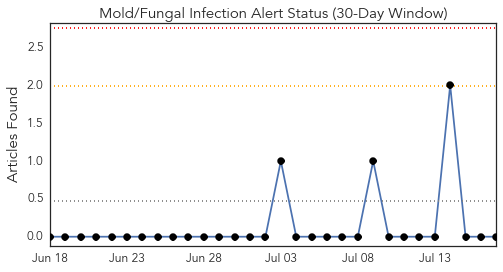 Mold/Fungal Infection Alert Status (30-Day Window)
Articles Found
2.5
2.0
1.5
1.0
0.5
0.0
Jun 18 Jun 23 Jun 28 Jul 03 Jul 08 Jul 13